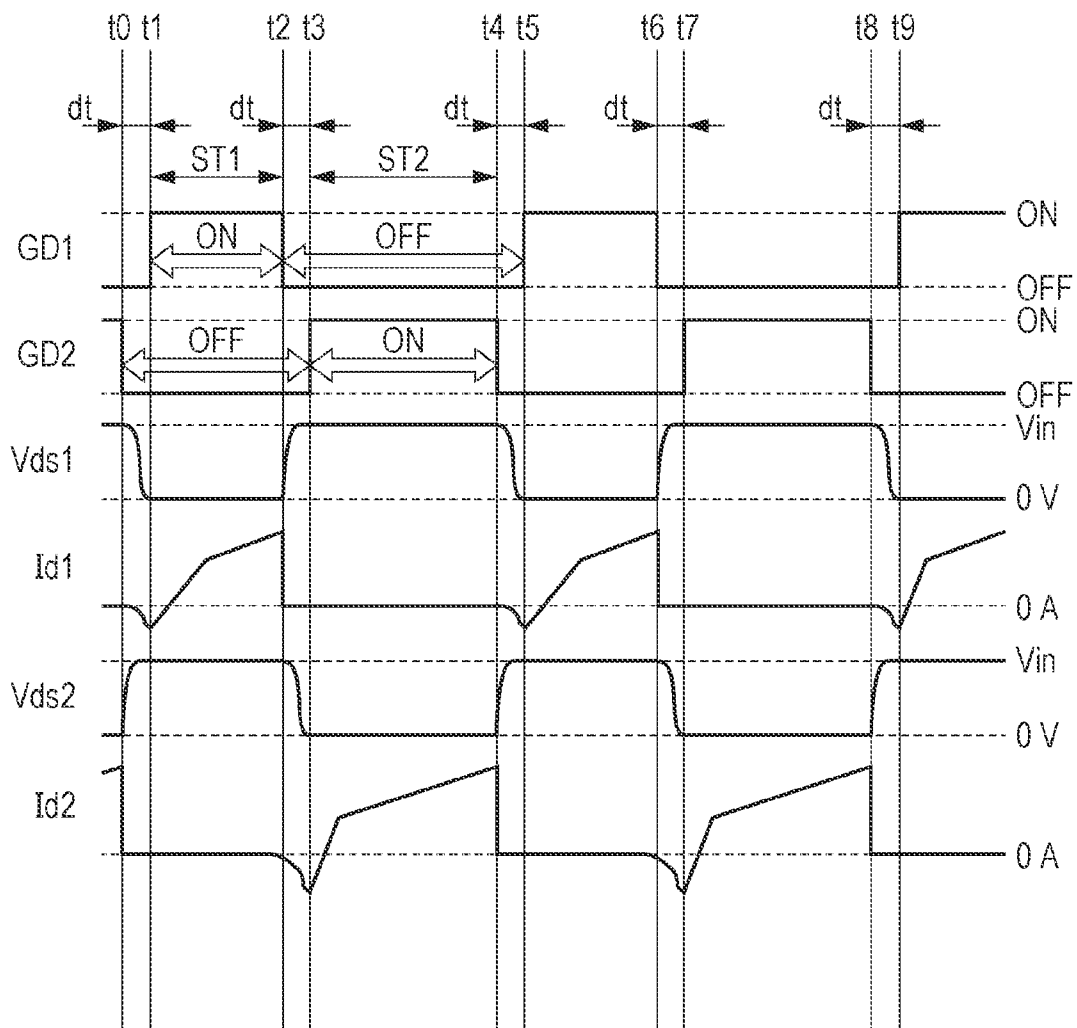 t0 t1 t2 t3 t4 t5 t6 t7 t8 t9
dt dt dt dt dt
ST1 ST2
GD1 ON OFF ON
OFF
GD2 OFF ON ON
OFF
Vds1 Vin
0 V
Id1
0 A
Vds2 Vin
0 V
Id2
0 A